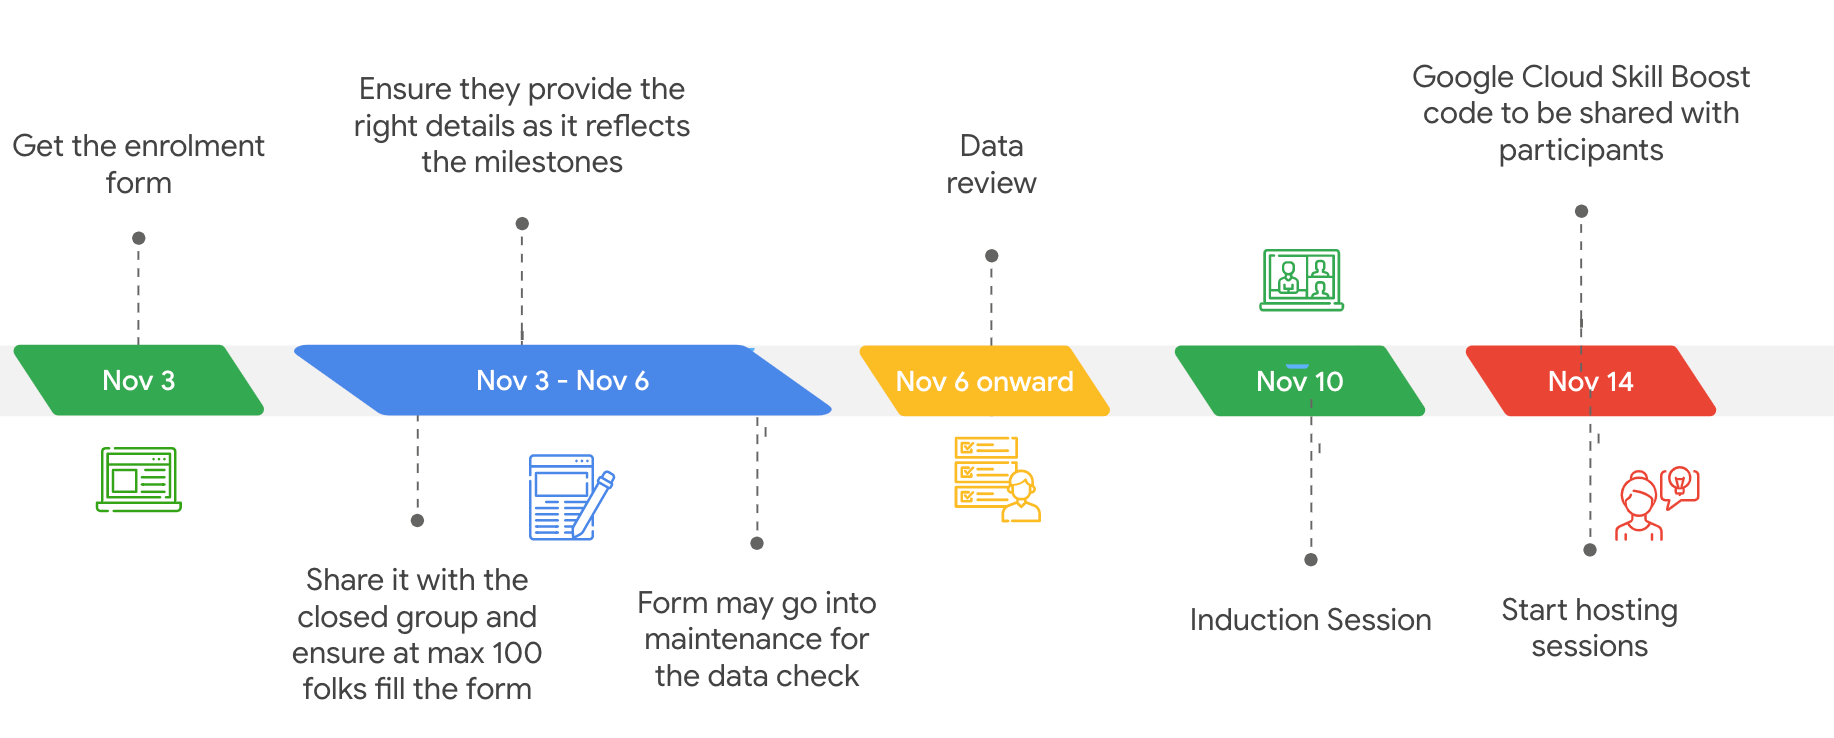 Get the enrolment
form
Ensure they provide the
right details as it reflects
the milestones
Data
review
Google Cloud Skill Boost
code to be shared with
participants
Nov 3
Nov 3 - Nov 6
Nov 6 onward
Nov 10
Nov 14
Share it with the
closed group and
ensure at max 100
folks fill the form
Form may go into
maintenance for
the data check
Induction Session
Start hosting
sessions